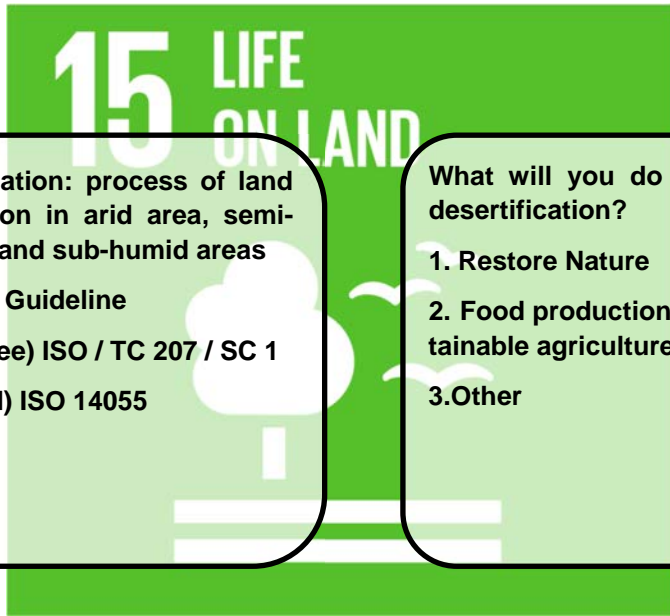 15 LIFE
ON LAND
ation: process of land
on in arid area, semi-
and sub-humid areas
Guideline
ee) ISO / TC 207 / SC 1
) ISO 14055
What will you do
desertification?
1. Restore Nature
2. Food production
tainable agriculture
3.Other